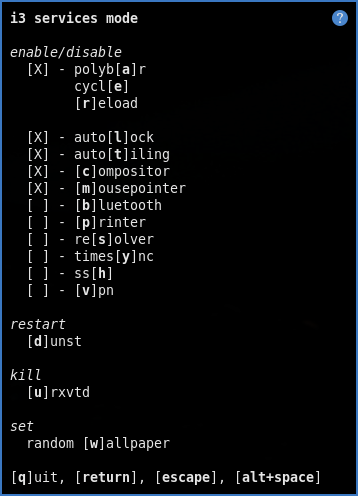 i3 services mode ?
enable/disable
[X] - polyb[a]r
cycl[e]
[r]eload
[X] - auto[l]ock
[X] - auto[t]iling
[X] - [c]ompositor
[X] - [m]ousepointer
[ ] - [b]luetooth
[ ] - [p]rinter
[ ] - re[s]olver
[ ] - times[y]nc
[ ] - ss[h]
[ ] - [v]pn
restart
[d]unst
kill
[u]rxvtd
set
random [w]allpaper
[q]uit, [return], [escape], [alt+space]